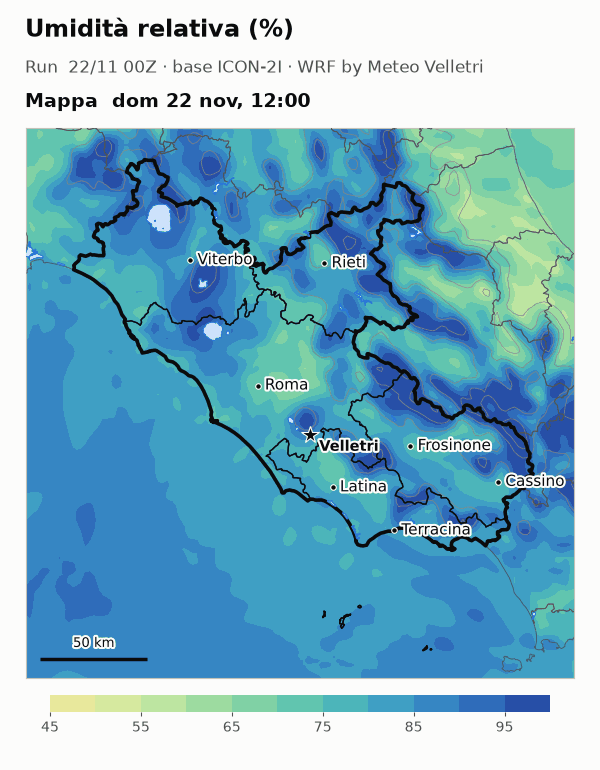 Umidità relativa (%)
Run  22/11 00Z · base ICON-2I · WRF by Meteo Velletri
Mappa  dom 22 nov, 12:00
Viterbo
Rieti
Roma
Velletri
Frosinone
Cassino
Latina
Terracina
50 km
45 55 65 75 85 95